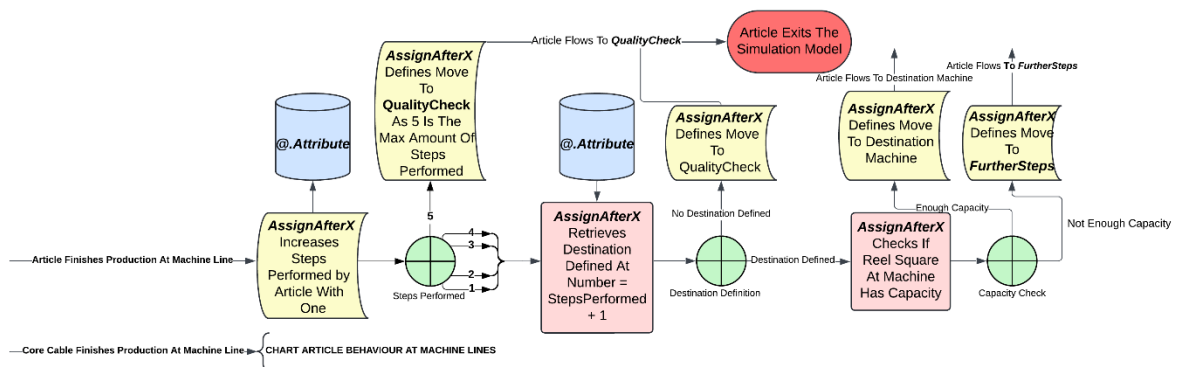 Article Finishes Production At Machine Line
@.Attribute
AssignAfterX
Increases
Steps
Performed by
Article With
One
AssignAfterX
Defines Move
To
QualityCheck
As 5 Is The
Max Amount Of
Steps
Performed
5
4
3
2
1
Steps Performed
Article Flows To QualityCheck
Article Exits The
Simulation Model
@.Attribute
AssignAfterX
Retrieves
Destination
Defined At
Number =
StepsPerformed
+ 1
AssignAfterX
Defines Move
To
QualityCheck
No Destination Defined
Destination Definition
Destination Defined
Article Flows To Destination Machine
AssignAfterX
Defines Move
To Destination
Machine
Enough Capacity
AssignAfterX
Checks If
Reel Square
At Machine
Has Capacity
Capacity Check
Article Flows To FurtherSteps
AssignAfterX
Defines Move
To
FurtherSteps
Not Enough Capacity
Core Cable Finishes Production At Machine Line
CHART ARTICLE BEHAVIOUR AT MACHINE LINES